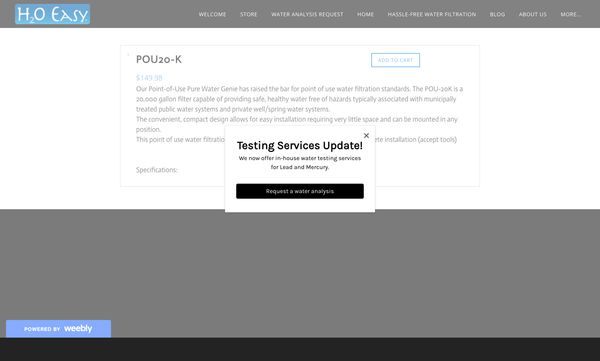 H2O Easy
WELCOME STORE WATER ANALYSIS REQUEST HOME HASSLE-FREE WATER FILTRATION BLOG ABOUT US MORE...
POU20-K
ADD TO CART
$149.98
Our Point-of-Use Pure Water Genie has raised the bar for point of use water filtration standards. The POU-20K is a
20,000 gallon filter capable of providing safe, healthy water free of hazards typically associated with municipally
treated public water systems and private well/spring water systems.
The convenient, compact design allows for easy installation requiring very little space and can be mounted in any
position.
This point of use water filtration
ete installation (accept tools)
Specifications:
×
Testing Services Update!
We now offer in-house water testing services
for Lead and Mercury.
Request a water analysis
POWERED BY weebly